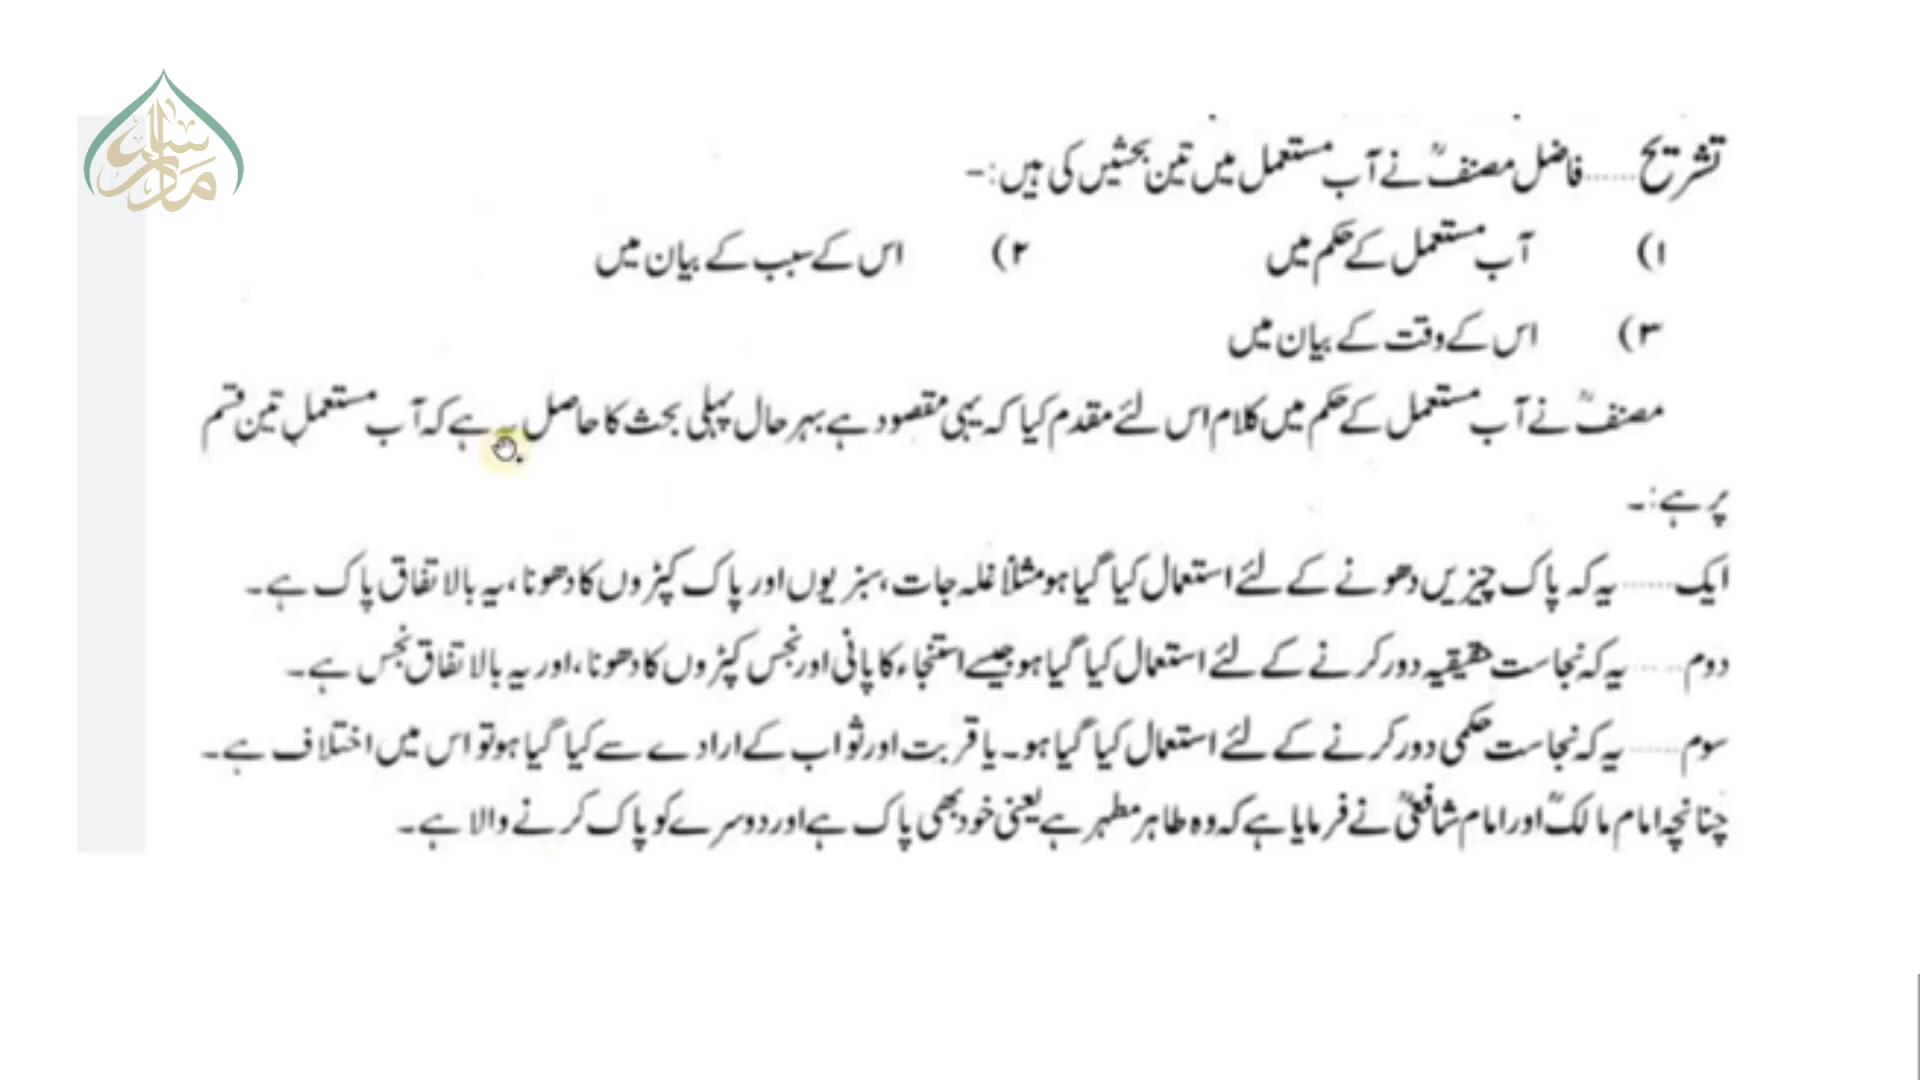 مدرسۃ
تشریح......فاضل مصنفؒ نے آب مستعمل میں تین بحثیں کی ہیں:-
۱) آب مستعمل کے حکم میں ۲) اس کے سبب کے بیان میں
۳) اس کے وقت کے بیان میں
مصنفؒ نے آب مستعمل کے حکم میں کلام اس لئے مقدم کیا کہ یہی مقصود ہے بہر حال پہلی بحث کا حاصل ہے کہ آب مستعمل تین قسم
پر ہے:۔
ایک......یہ کہ پاک چیزیں دھونے کے لئے استعمال کیا گیا ہو مثلاً غلہ جات، سبزیوں اور پاک کپڑوں کا دھونا، یہ بالاتفاق پاک ہے۔
دوم......یہ کہ نجاست حقیقیہ دور کرنے کے لئے استعمال کیا گیا ہو جیسے استنجاء کا پانی اور نجس کپڑوں کا دھونا، اور یہ بالاتفاق نجس ہے۔
سوم......یہ کہ نجاست حکمی دور کرنے کے لئے استعمال کیا گیا ہو۔ یا قربت اور ثواب کے ارادے سے کیا گیا ہو تو اس میں اختلاف ہے۔
چنانچہ امام مالکؒ اور امام شافعیؒ نے فرمایا ہے کہ وہ طاہر مطہر ہے یعنی خود بھی پاک ہے اور دوسرے کو پاک کرنے والا ہے۔